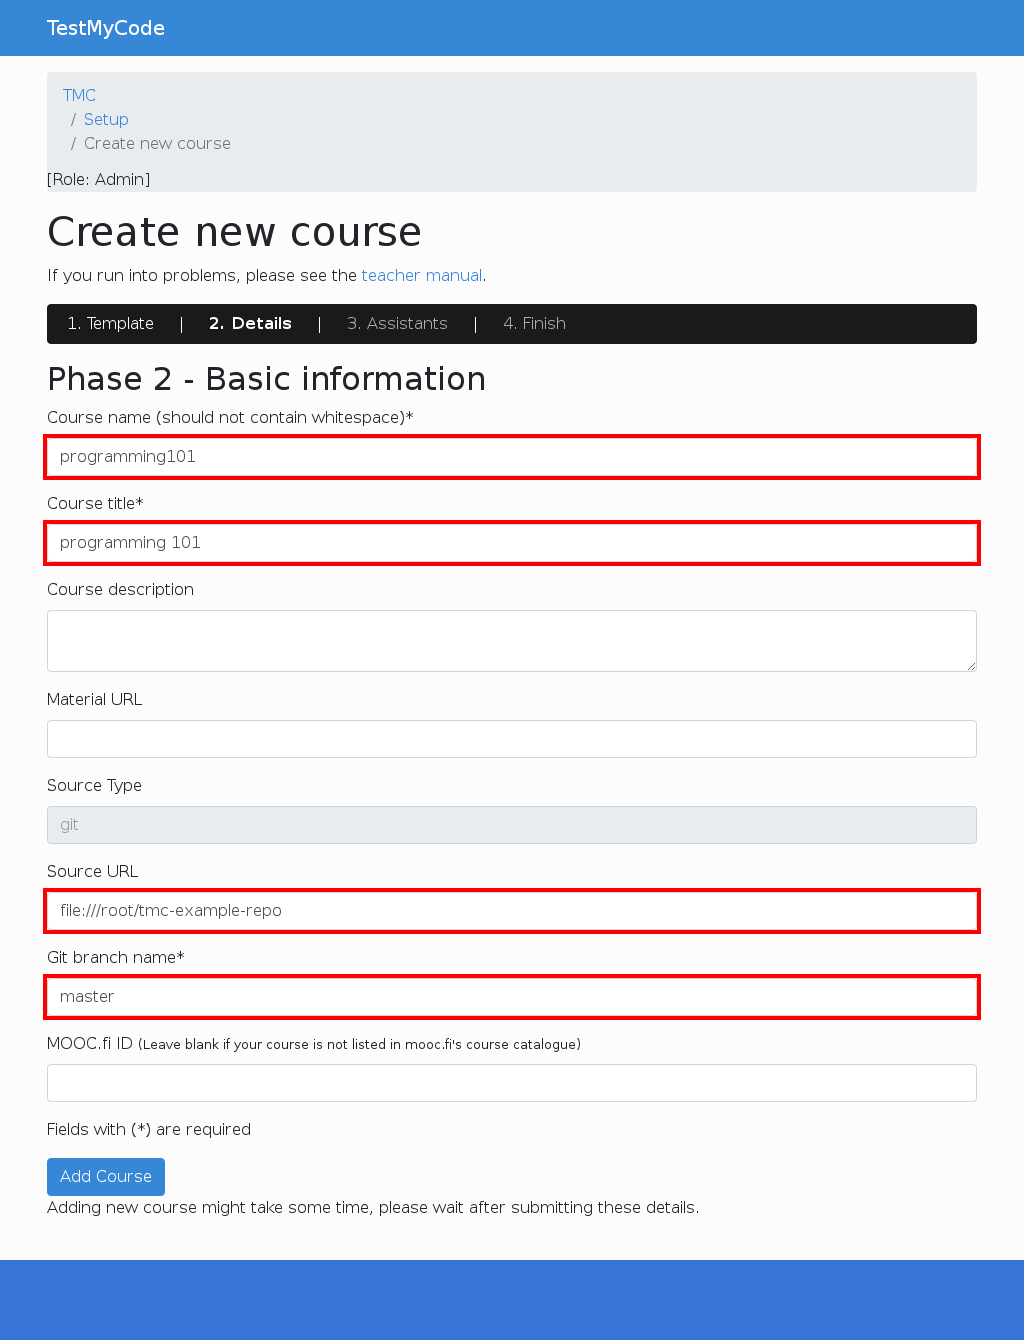 TestMyCode
TMC
/ Setup
/ Create new course
[Role: Admin]
Create new course
If you run into problems, please see the teacher manual.
1. Template | 2. Details | 3. Assistants | 4. Finish
Phase 2 - Basic information
Course name (should not contain whitespace)*
programming101
Course title*
programming 101
Course description
Material URL
Source Type
git
Source URL
file:///root/tmc-example-repo
Git branch name*
master
MOOC.fi ID (Leave blank if your course is not listed in mooc.fi's course catalogue)
Fields with (*) are required
Add Course
Adding new course might take some time, please wait after submitting these details.